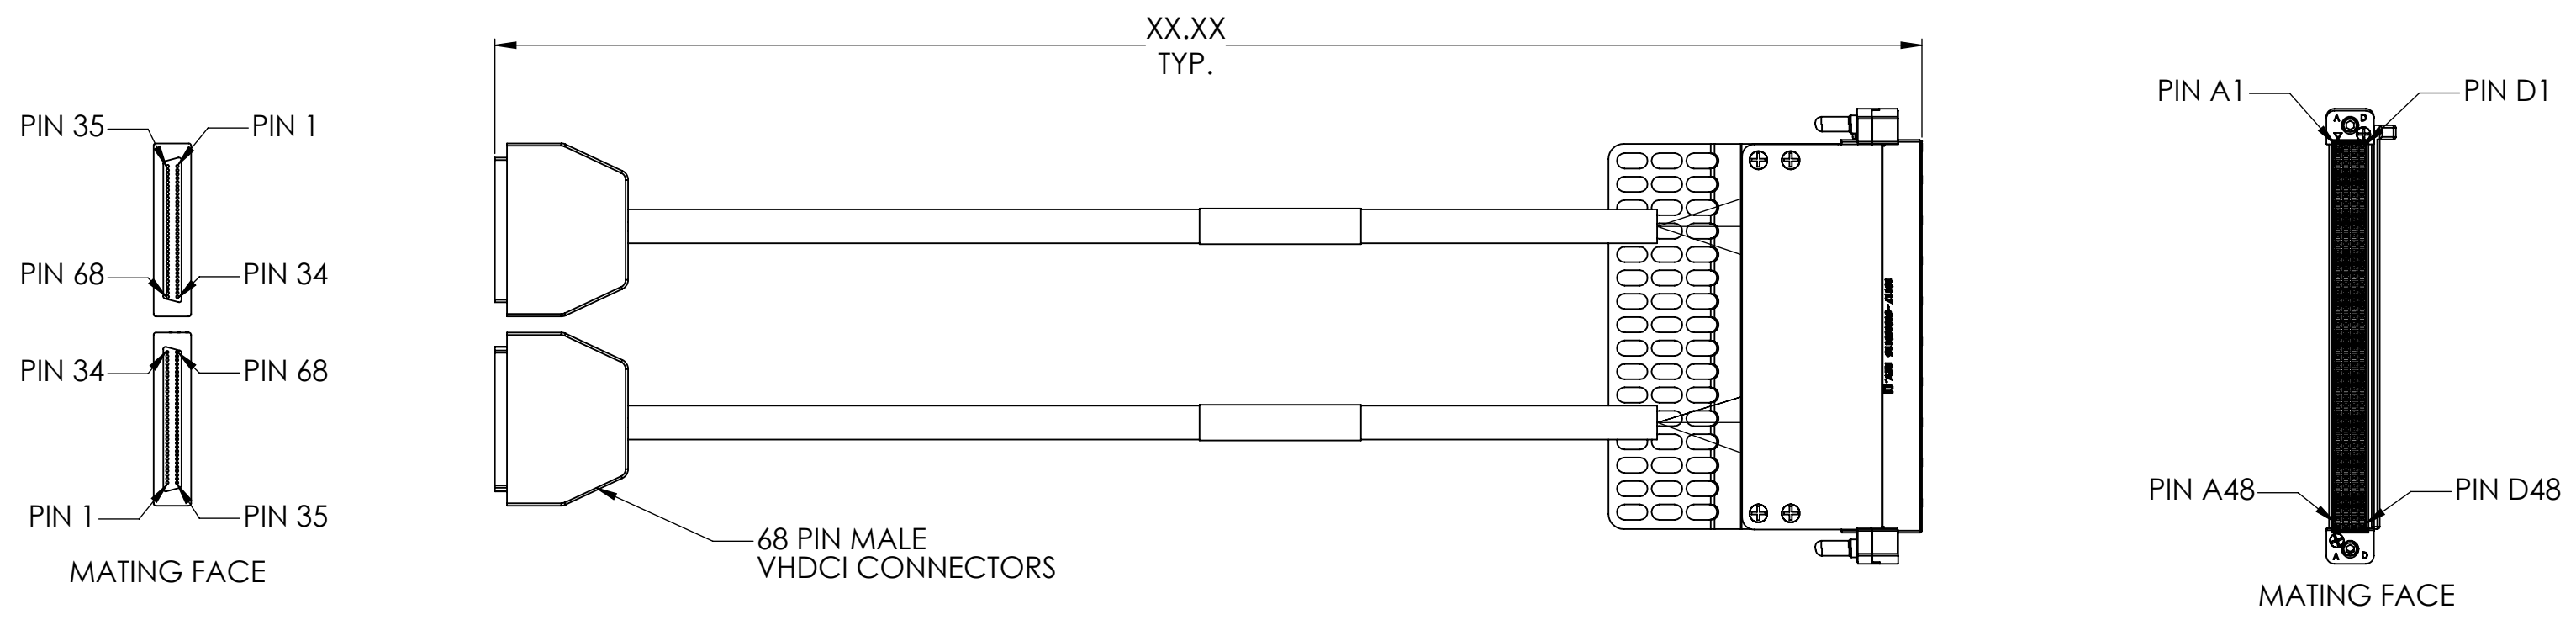 XX.XX
TYP.
PIN 35
PIN 1
PIN 68
PIN 34
PIN 34
PIN 68
PIN 1
PIN 35
MATING FACE
68 PIN MALE
VHDCI CONNECTORS
PIN A1
PIN D1
A D
PIN A48
PIN D48
A D
MATING FACE